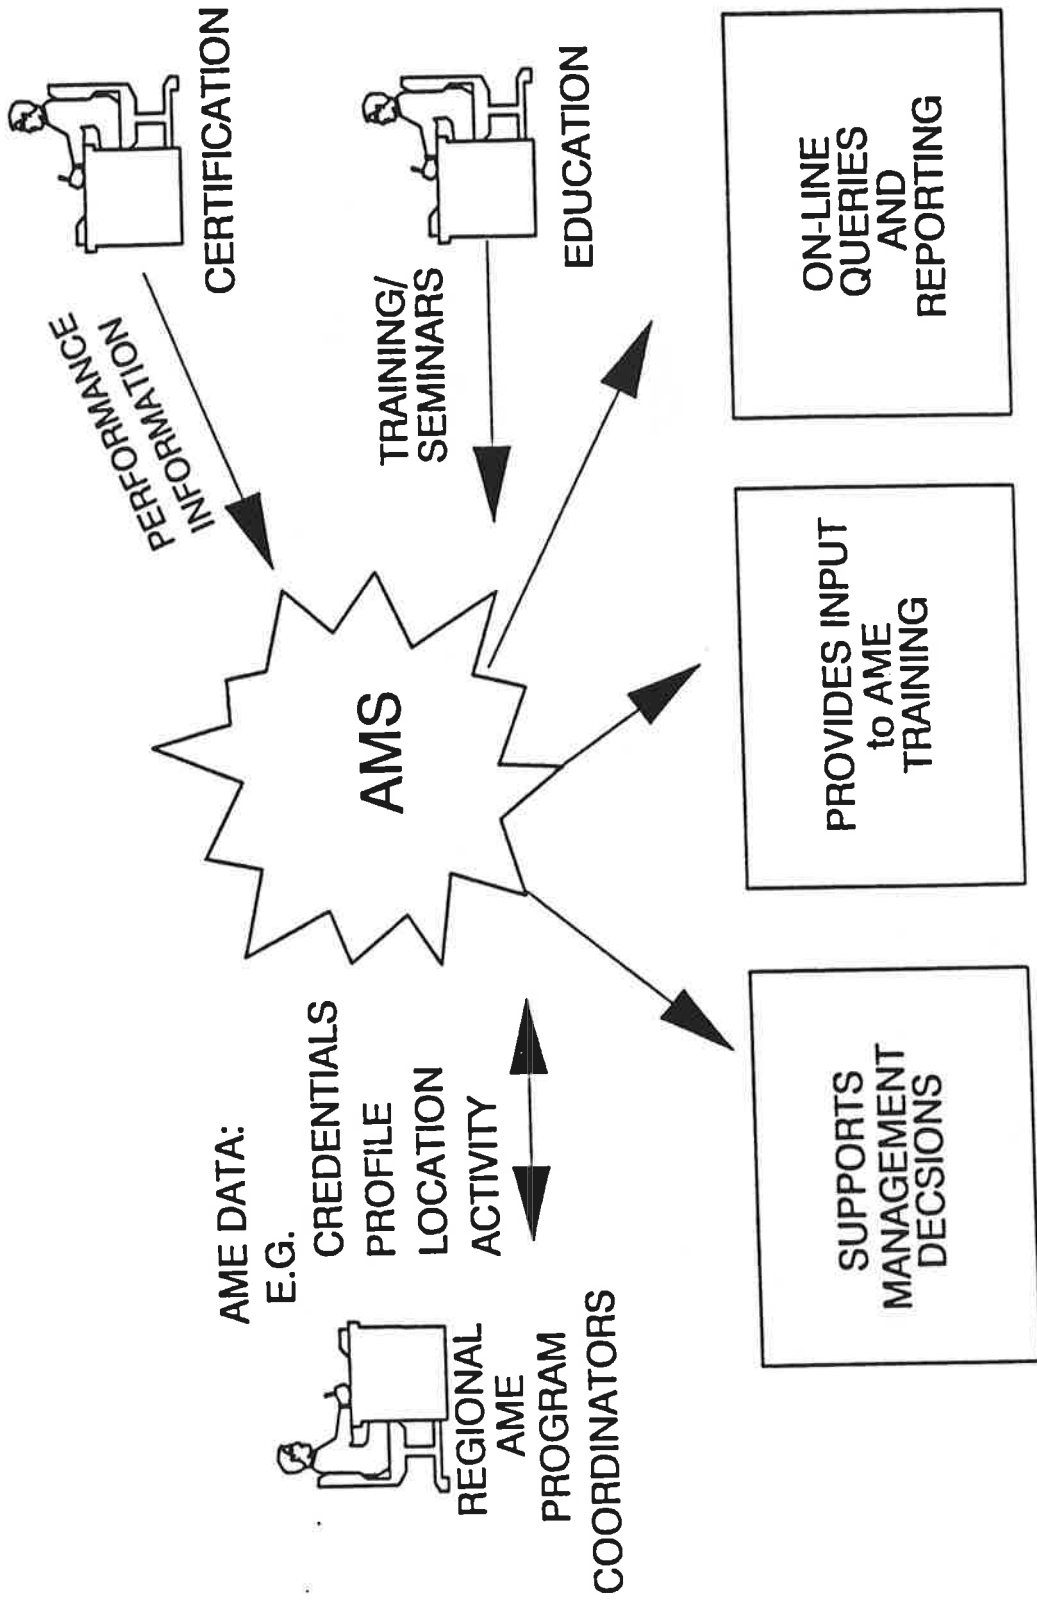 AME DATA:
E.G.
CREDENTIALS
PROFILE
LOCATION
ACTIVITY
REGIONAL
AME
PROGRAM
COORDINATORS
AMS
PERFORMANCE
INFORMATION
CERTIFICATION
TRAINING/
SEMINARS
EDUCATION
SUPPORTS
MANAGEMENT
DECSIONS
PROVIDES INPUT
to AME
TRAINING
ON-LINE
QUERIES
AND
REPORTING